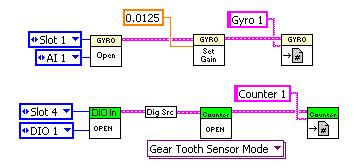 0.0125
Gyro 1
Slot 1
AI 1
GYRO
Open
GYRO
Set
Gain
GYRO
#
Counter 1
Slot 4
DIO 1
DIO In
OPEN
Dig Src
Counter
OPEN
Counter
#
Gear Tooth Sensor Mode